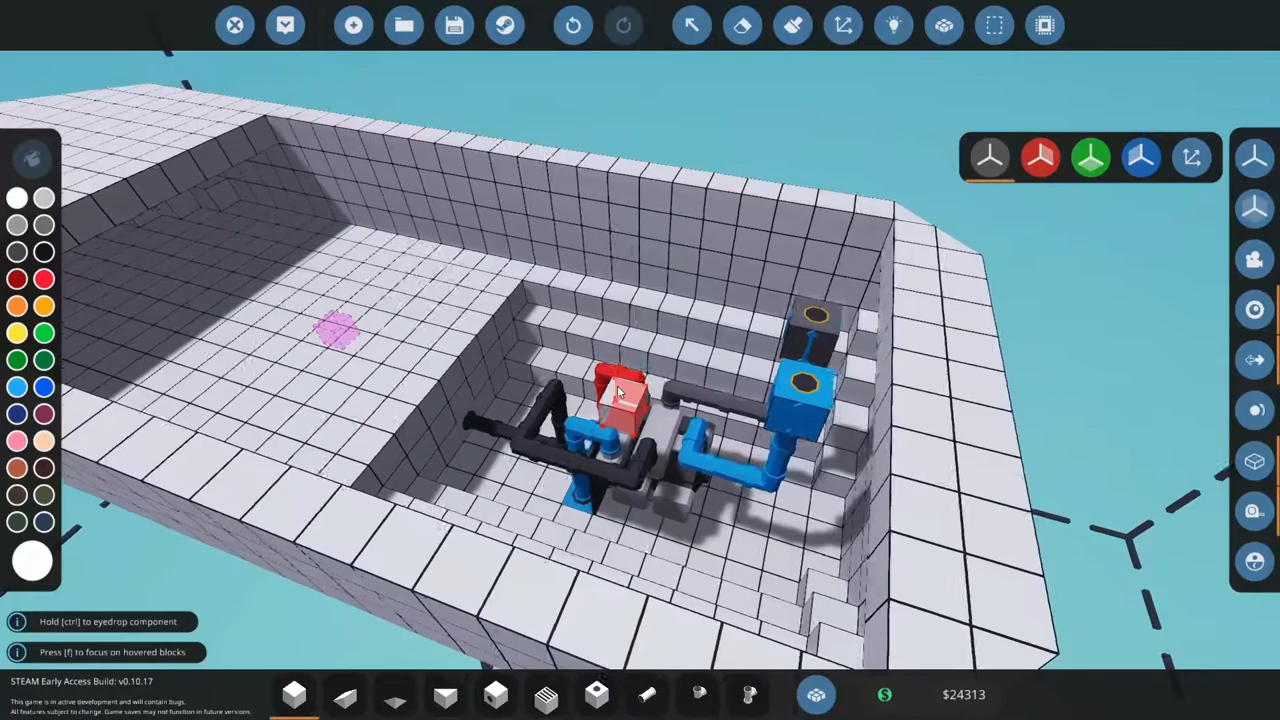 Hold [ctrl] to eyedrop component
Press [f] to focus on hovered blocks
STEAM Early Access Build: v0.10.17
This game is in active development and will contain bugs.
All features subject to change. Game saves may not function in future versions.
$ $24313